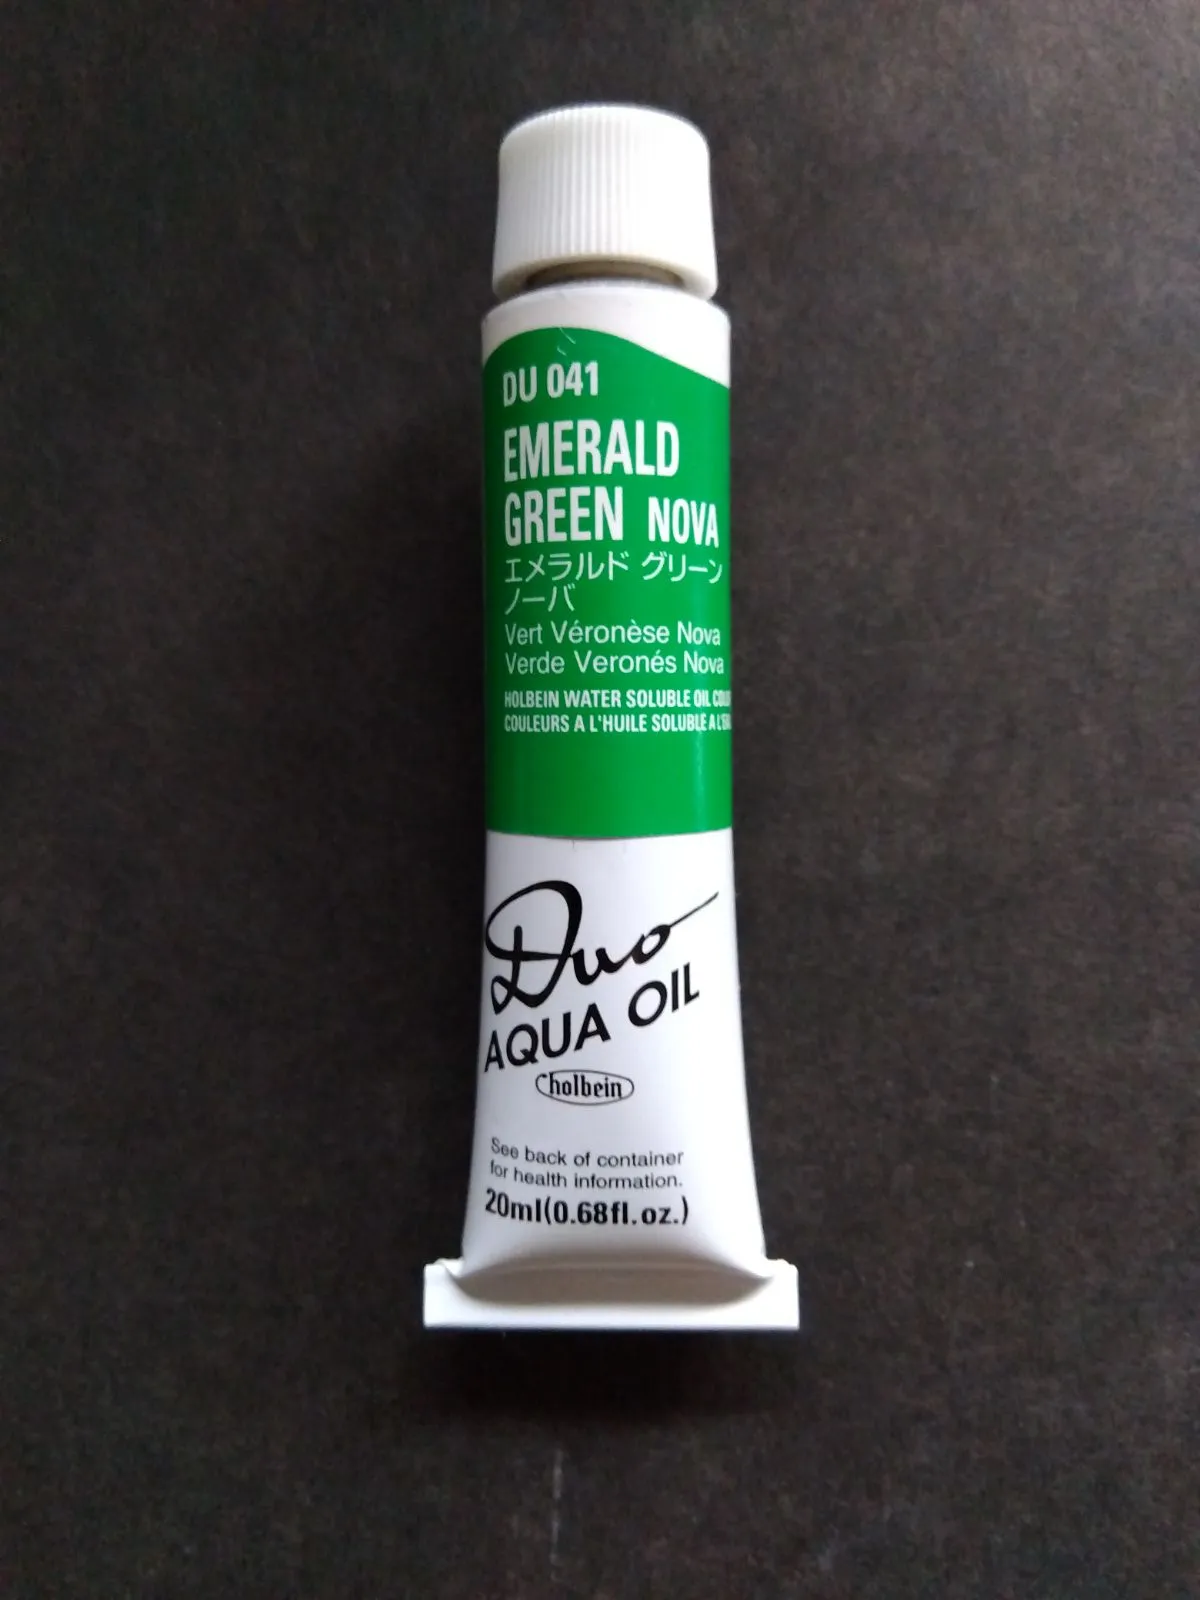 DU 041
EMERALD
GREEN NOVA
エメラルド グリーン
ノーバ
Vert Véronèse Nova
Verde Veronés Nova
HOLBEIN WATER SOLUBLE OIL
COULEURS A L'HUILE SOLUBLE A
Duo
AQUA OIL
holbein
See back of container
for health information.
20ml(0.68fl.oz.)